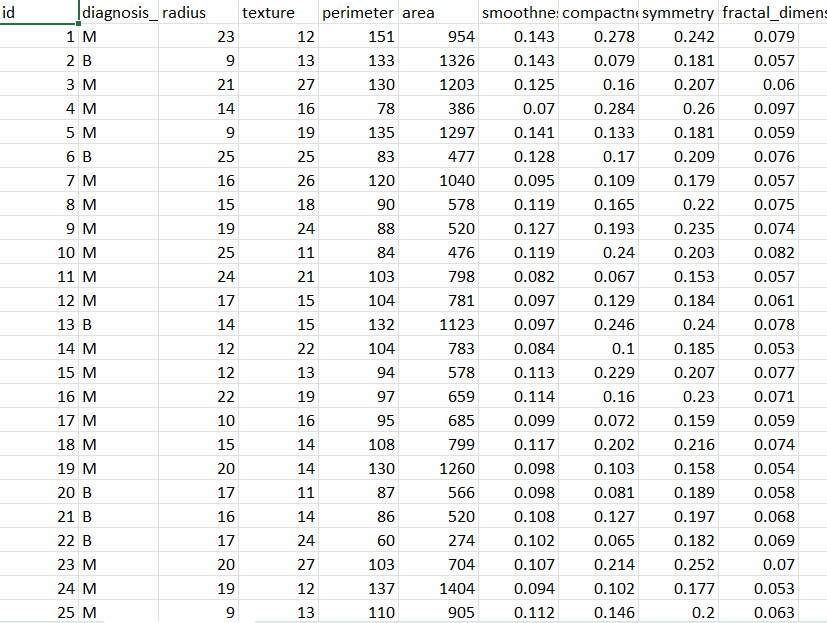 id diagnosis_ radius texture perimeter area smoothnes compactne symmetry fractal_dimens
1 M 23 12 151 954 0.143 0.278 0.242 0.079
2 B 9 13 133 1326 0.143 0.079 0.181 0.057
3 M 21 27 130 1203 0.125 0.16 0.207 0.06
4 M 14 16 78 386 0.07 0.284 0.26 0.097
5 M 9 19 135 1297 0.141 0.133 0.181 0.059
6 B 25 25 83 477 0.128 0.17 0.209 0.076
7 M 16 26 120 1040 0.095 0.109 0.179 0.057
8 M 15 18 90 578 0.119 0.165 0.22 0.075
9 M 19 24 88 520 0.127 0.193 0.235 0.074
10 M 25 11 84 476 0.119 0.24 0.203 0.082
11 M 24 21 103 798 0.082 0.067 0.153 0.057
12 M 17 15 104 781 0.097 0.129 0.184 0.061
13 B 14 15 132 1123 0.097 0.246 0.24 0.078
14 M 12 22 104 783 0.084 0.1 0.185 0.053
15 M 12 13 94 578 0.113 0.229 0.207 0.077
16 M 22 19 97 659 0.114 0.16 0.23 0.071
17 M 10 16 95 685 0.099 0.072 0.159 0.059
18 M 15 14 108 799 0.117 0.202 0.216 0.074
19 M 20 14 130 1260 0.098 0.103 0.158 0.054
20 B 17 11 87 566 0.098 0.081 0.189 0.058
21 B 16 14 86 520 0.108 0.127 0.197 0.068
22 B 17 24 60 274 0.102 0.065 0.182 0.069
23 M 20 27 103 704 0.107 0.214 0.252 0.07
24 M 19 12 137 1404 0.094 0.102 0.177 0.053
25 M 9 13 110 905 0.112 0.146 0.2 0.063